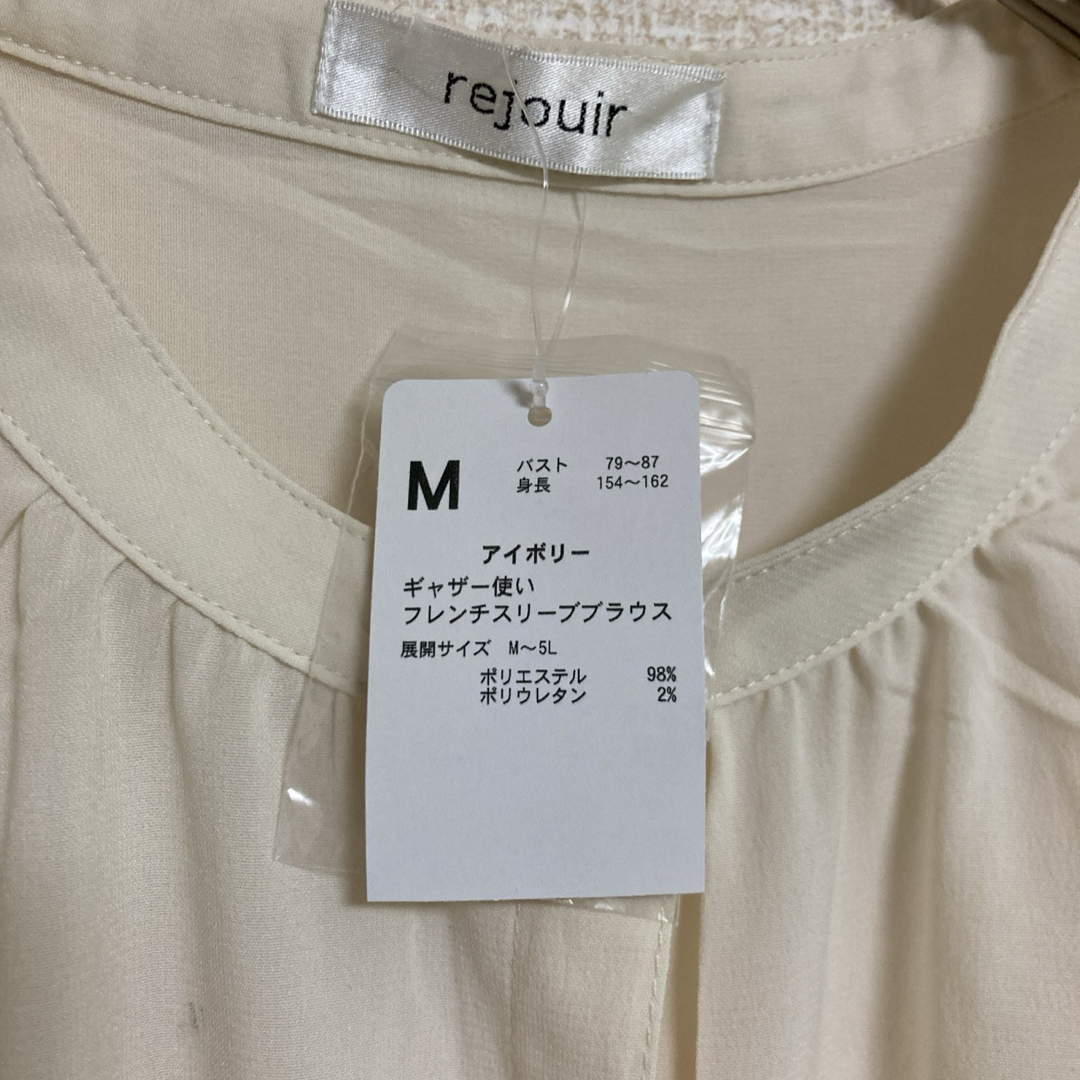 rejouir
M
バスト 79～87
身長 154～162
アイボリー
ギャザー使い
フレンチスリーブブラウス
展開サイズ M～5L
ポリエステル 98%
ポリウレタン 2%